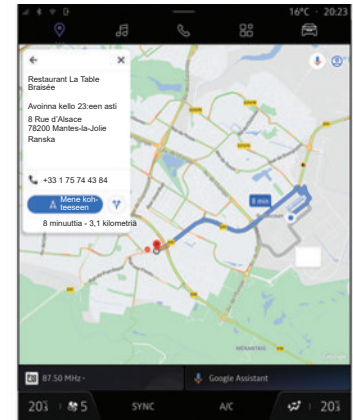 16°C · 20:23
Restaurant La Table
Braisée
Avoinna kello 23:een asti
8 Rue d'Alsace
78200 Mantes-la-Jolie
Ranska
+33 1 75 74 43 84
Mene koh-
teeseen
8 minuuttia - 3,1 kilometriä
8 min
Google
87.50 MHz·
Google Assistant
5
SYNC
A/C